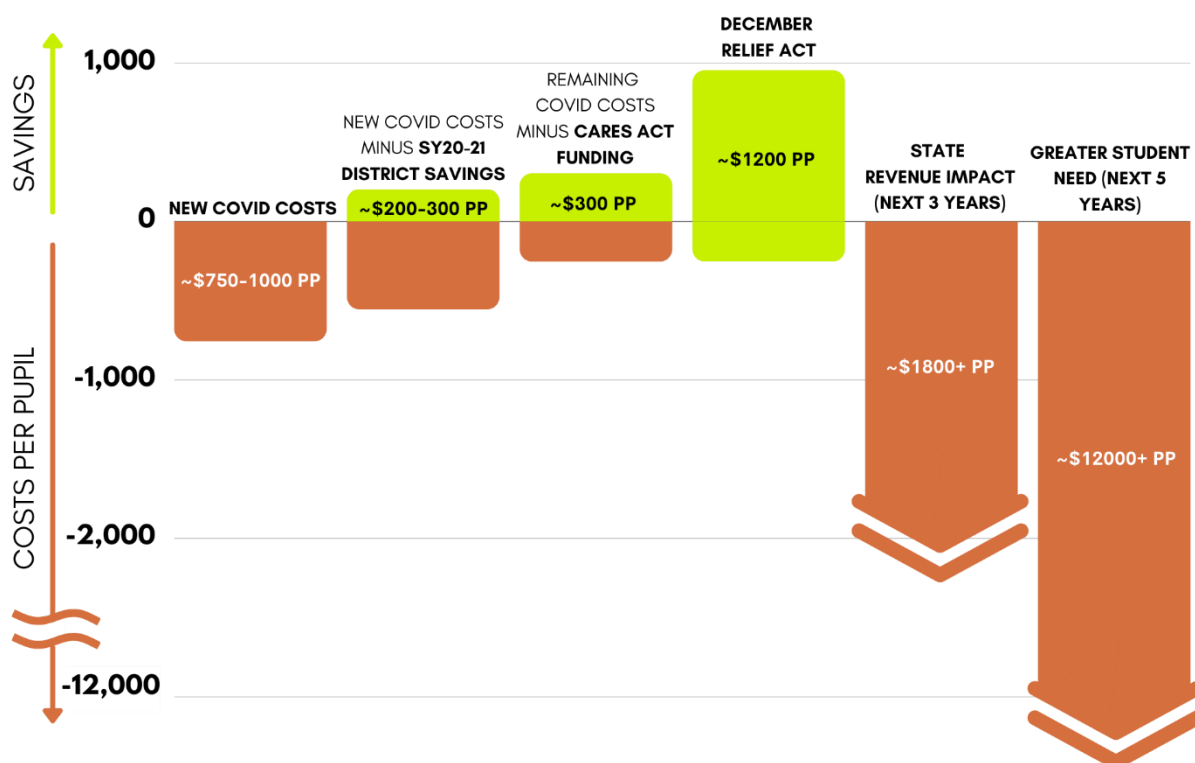 SAVINGS
COSTS PER PUPIL
1,000
0
-1,000
-2,000
-12,000
NEW COVID COSTS
~$750-1000 PP
NEW COVID COSTS
MINUS SY20-21
DISTRICT SAVINGS
~$200-300 PP
REMAINING
COVID COSTS
MINUS CARES ACT
FUNDING
~$300 PP
DECEMBER
RELIEF ACT
~$1200 PP
STATE
REVENUE IMPACT
(NEXT 3 YEARS)
~$1800+ PP
GREATER STUDENT
NEED (NEXT 5
YEARS)
~$12000+ PP